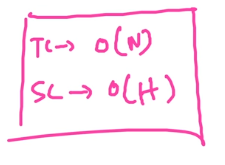 TC → O(N)
SC → O(H)